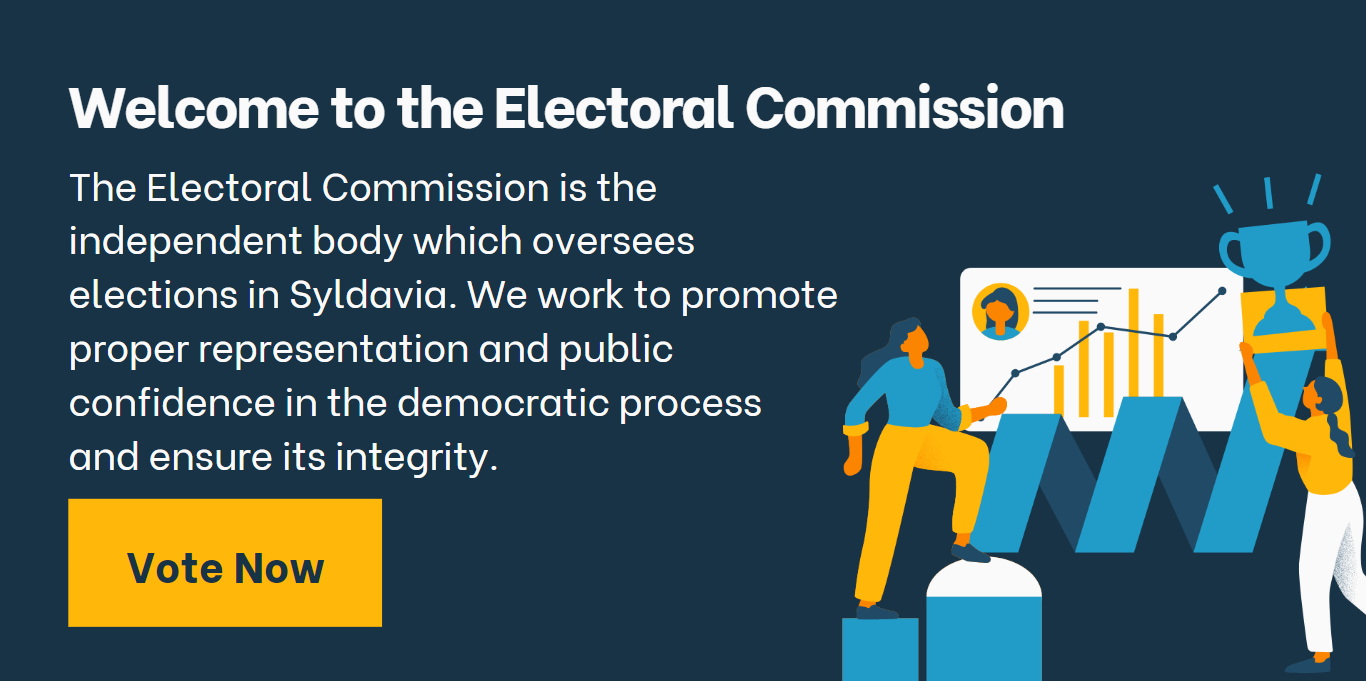 Welcome to the Electoral Commission
The Electoral Commission is the
independent body which oversees
elections in Syldavia. We work to promote
proper representation and public
confidence in the democratic process
and ensure its integrity.
Vote Now